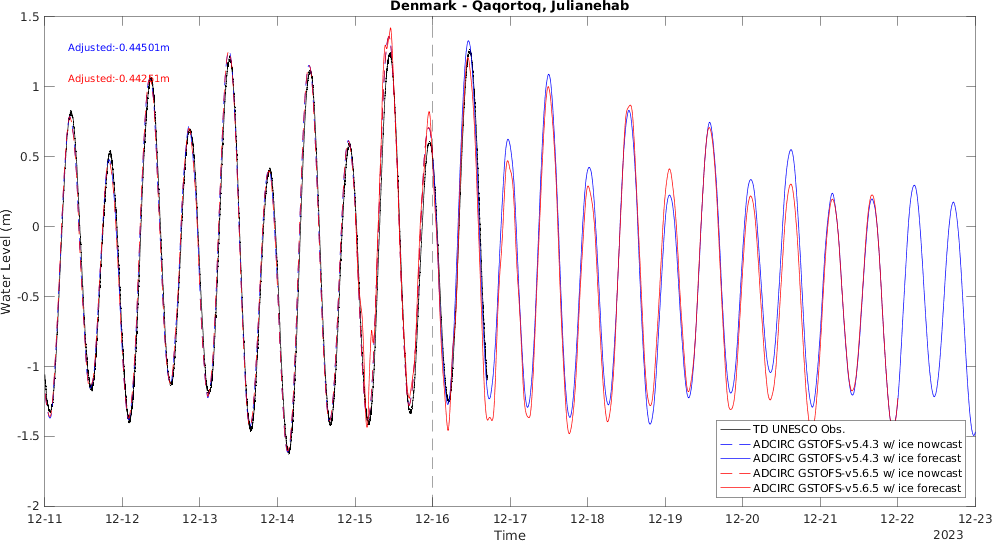 Denmark - Qaqortoq, Julianehab
1.5
1
0.5
0
-0.5
-1
-1.5
-2
Water Level (m)
Adjusted:-0.44501m
TD UNESCO Obs.
ADCIRC GSTOFS-v5.4.3 w/ ice nowcast
ADCIRC GSTOFS-v5.4.3 w/ ice forecast
ADCIRC GSTOFS-v5.6.5 w/ ice nowcast
ADCIRC GSTOFS-v5.6.5 w/ ice forecast
12-11 12-12 12-13 12-14 12-15 12-16 12-17 12-18 12-19 12-20 12-21 12-22 12-23
Time
2023